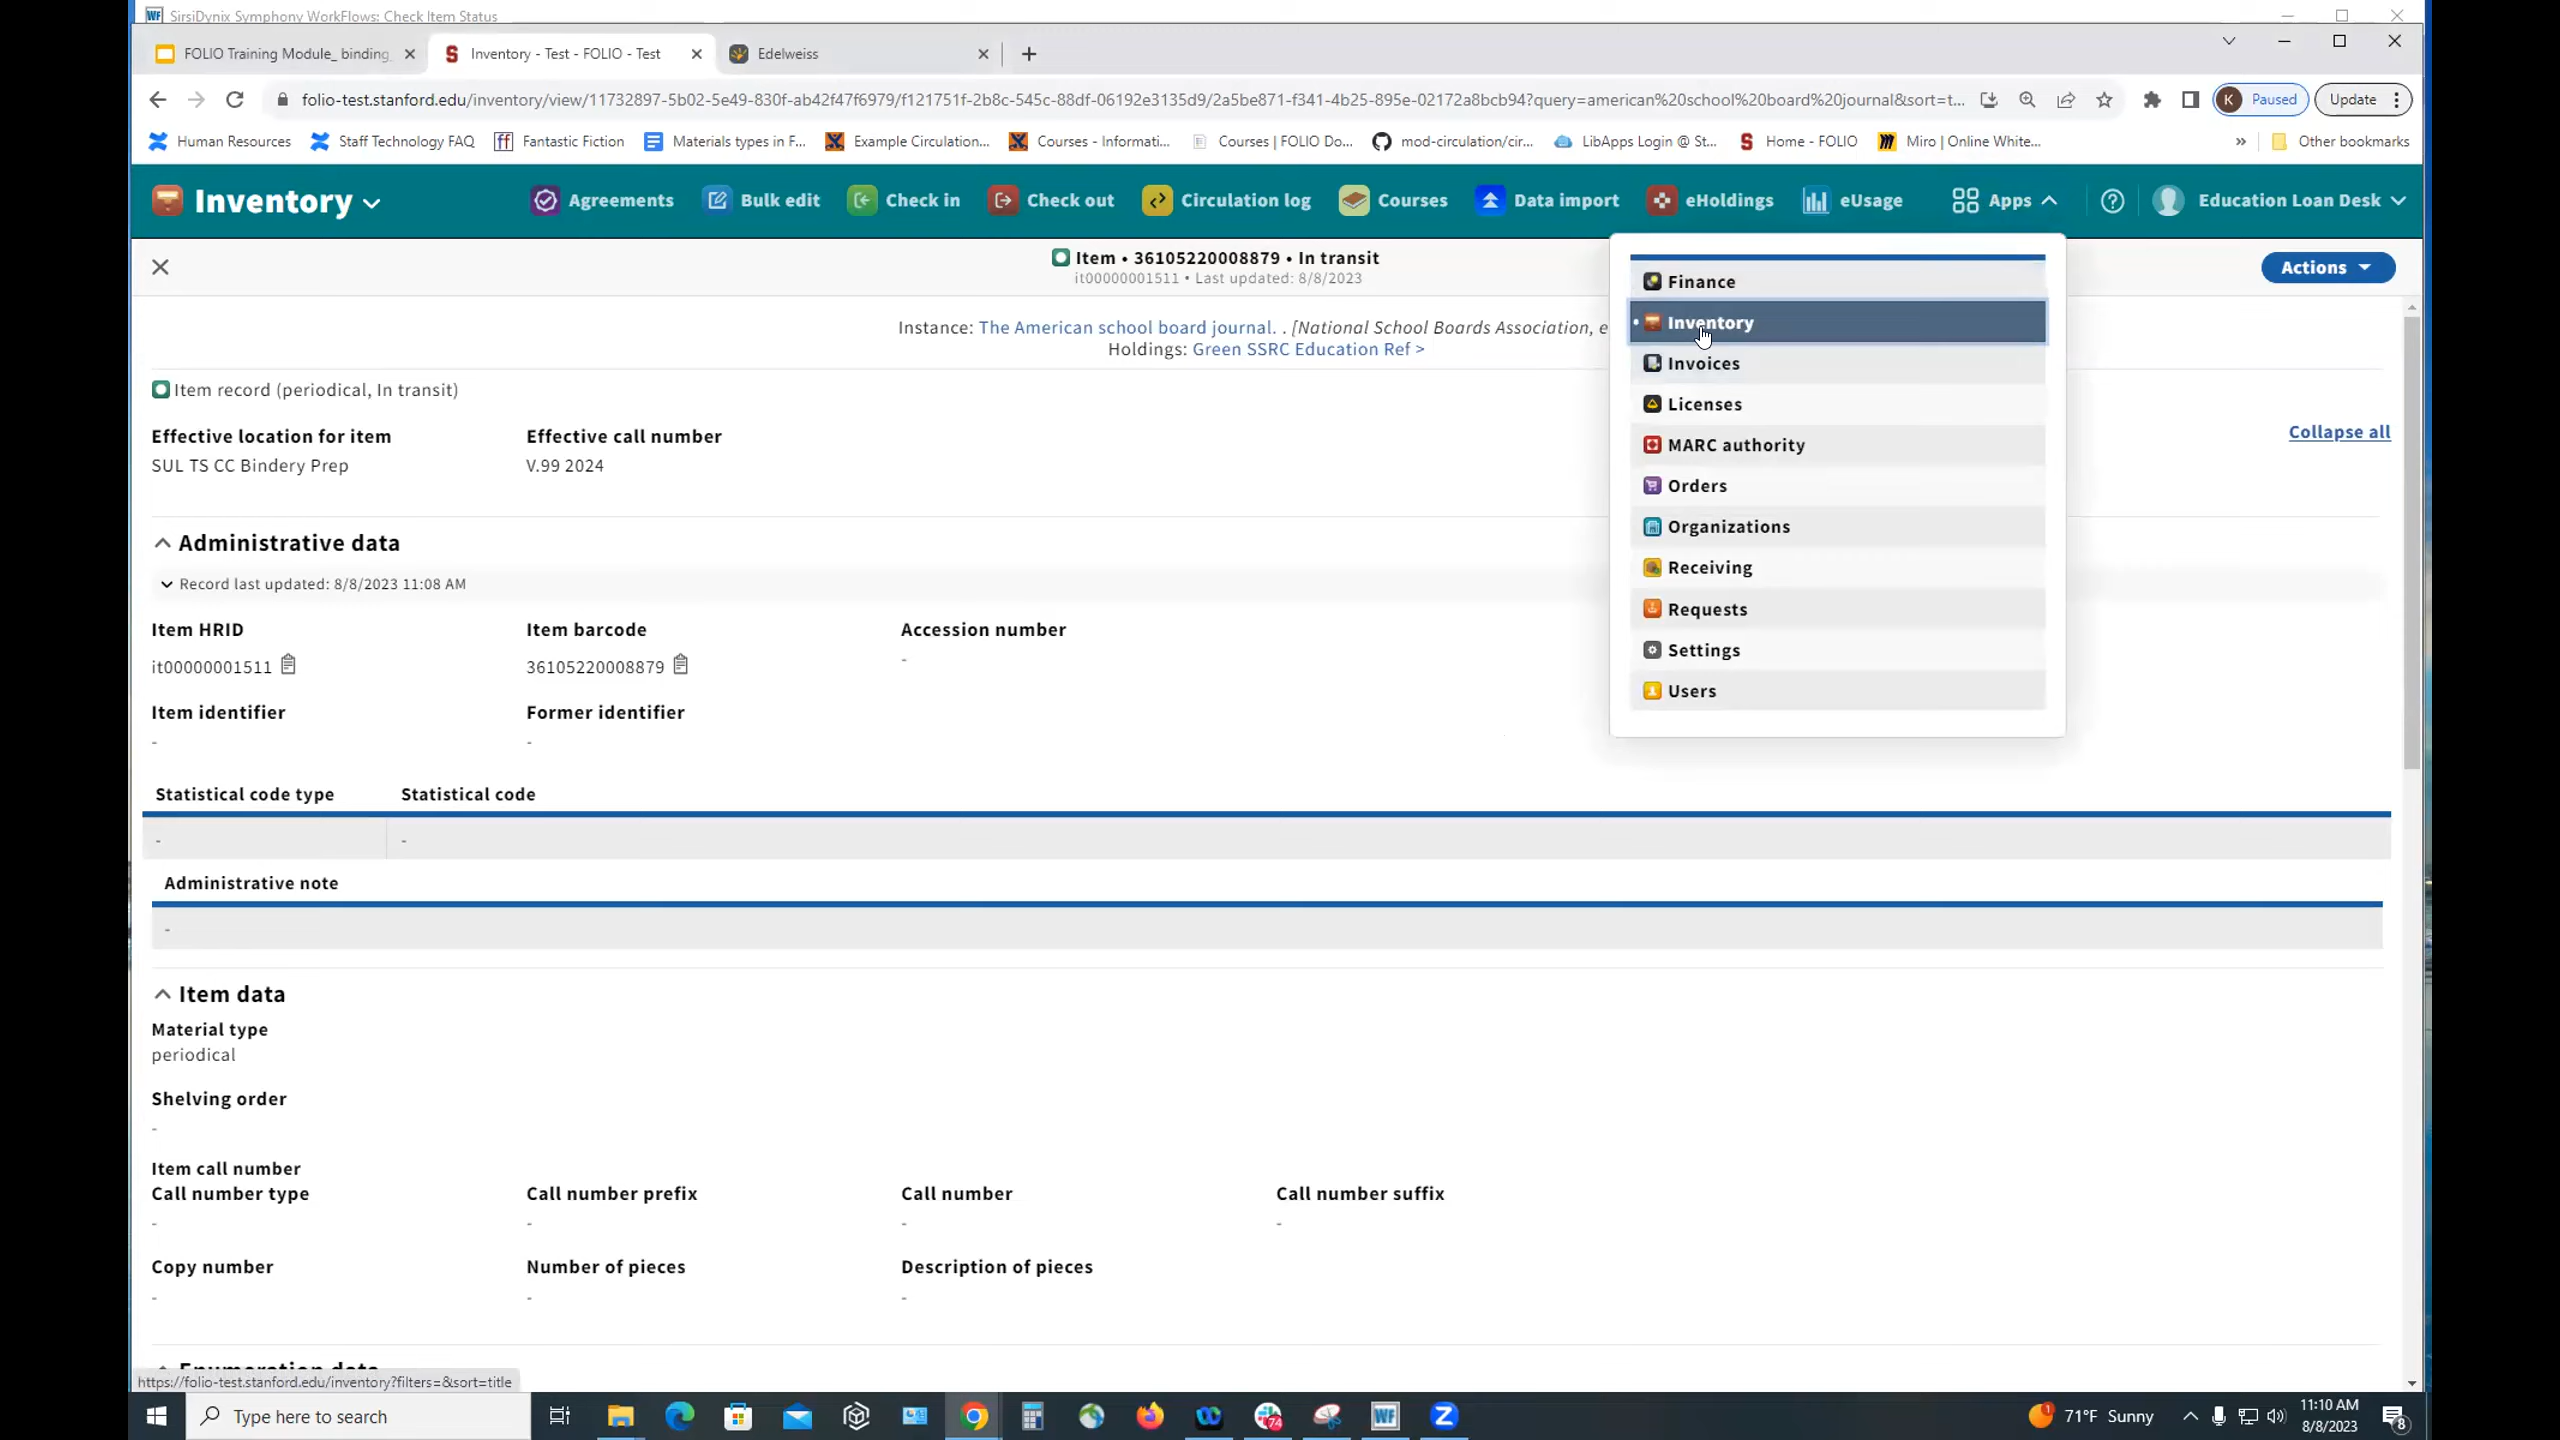 SirsiDynix Symphony WorkFlows: Check Item Status
FOLIO Training Module_ binding_
Inventory - Test - FOLIO - Test
Edelweiss
folio-test.stanford.edu/inventory/view/11732897-5b02-5e49-830f-ab42f47f6979/f121751f-2b8c-545c-88df-06192e3135d9/2a5be871-f341-4b25-895e-02172a8bcb94?query=american%20school%20board%20journal&sort=t...
K Paused
Update
Human Resources
Staff Technology FAQ
Fantastic Fiction
Materials types in F...
Example Circulation...
Courses - Informati...
Courses | FOLIO Do...
mod-circulation/cir...
LibApps Login @ St...
Home - FOLIO
Miro | Online White...
»
Other bookmarks
Inventory
Agreements
Bulk edit
Check in
Check out
Circulation log
Courses
Data import
eHoldings
eUsage
Apps
Education Loan Desk
Item • 36105220008879 • In transit
it00000001511 • Last updated: 8/8/2023
Actions
Finance
Inventory
Invoices
Licenses
MARC authority
Orders
Organizations
Receiving
Requests
Settings
Users
Instance: The American school board journal. . [National School Boards Association, e
Holdings: Green SSRC Education Ref >
Item record (periodical, In transit)
Collapse all
Effective location for item
SUL TS CC Bindery Prep
Effective call number
V.99 2024
Administrative data
Record last updated: 8/8/2023 11:08 AM
Item HRID
it00000001511
Item barcode
36105220008879
Accession number
-
Item identifier
-
Former identifier
-
Statistical code type
Statistical code
-
-
Administrative note
-
Item data
Material type
periodical
Shelving order
-
Item call number
Call number type
-
Call number prefix
-
Call number
-
Call number suffix
-
Copy number
-
Number of pieces
-
Description of pieces
-
Enumeration data
https://folio-test.stanford.edu/inventory?filters=&sort=title
Type here to search
74
WF
71°F Sunny
11:10 AM
8/8/2023
8